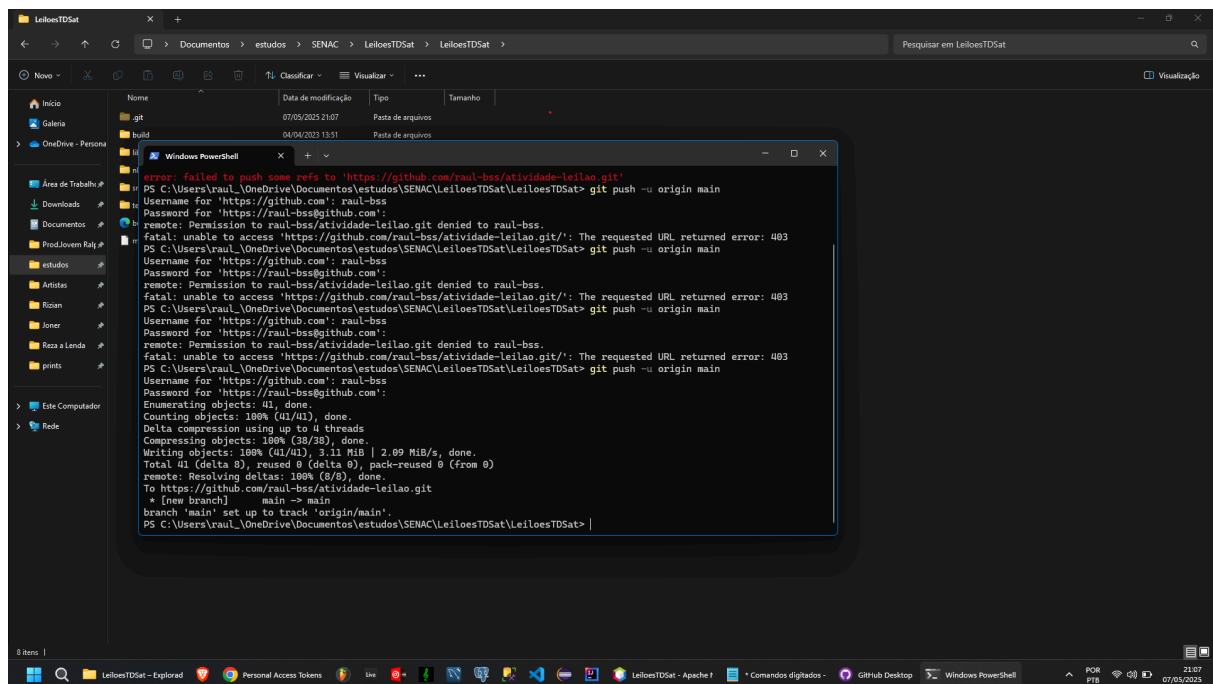 LeiloesTDSat
Documentos > estudos > SENAC > LeiloesTDSat > LeiloesTDSat >
Pesquisar em LeiloesTDSat
Novo
Classificar
Visualizar
Visualização
Nome
Data de modificação
Tipo
Tamanho
Início
Galeria
OneDrive - Persona
Área de Trabalho
Downloads
Documentos
ProdJovem Ralp
estudos
Artistas
Rizian
Joner
Reza a Lenda
prints
Este Computador
Rede
.git
07/05/2025 21:07
Pasta de arquivos
build
04/04/2023 13:51
Pasta de arquivos
Windows PowerShell
error: failed to push some refs to 'https://github.com/raul-bss/atividade-leilao.git'
PS C:\Users\raul_\OneDrive\Documentos\estudos\SENAC\LeiloesTDSat\LeiloesTDSat> git push -u origin main
Username for 'https://github.com': raul-bss
Password for 'https://raul-bss@github.com':
remote: Permission to raul-bss/atividade-leilao.git denied to raul-bss.
fatal: unable to access 'https://github.com/raul-bss/atividade-leilao.git/': The requested URL returned error: 403
PS C:\Users\raul_\OneDrive\Documentos\estudos\SENAC\LeiloesTDSat\LeiloesTDSat> git push -u origin main
Username for 'https://github.com': raul-bss
Password for 'https://raul-bss@github.com':
remote: Permission to raul-bss/atividade-leilao.git denied to raul-bss.
fatal: unable to access 'https://github.com/raul-bss/atividade-leilao.git/': The requested URL returned error: 403
PS C:\Users\raul_\OneDrive\Documentos\estudos\SENAC\LeiloesTDSat\LeiloesTDSat> git push -u origin main
Username for 'https://github.com': raul-bss
Password for 'https://raul-bss@github.com':
remote: Permission to raul-bss/atividade-leilao.git denied to raul-bss.
fatal: unable to access 'https://github.com/raul-bss/atividade-leilao.git/': The requested URL returned error: 403
PS C:\Users\raul_\OneDrive\Documentos\estudos\SENAC\LeiloesTDSat\LeiloesTDSat> git push -u origin main
Username for 'https://github.com': raul-bss
Password for 'https://raul-bss@github.com':
Enumerating objects: 41, done.
Counting objects: 100% (41/41), done.
Delta compression using up to 4 threads
Compressing objects: 100% (38/38), done.
Writing objects: 100% (41/41), 3.11 MiB | 2.09 MiB/s, done.
Total 41 (delta 8), reused 0 (delta 0), pack-reused 0 (from 0)
remote: Resolving deltas: 100% (8/8), done.
To https://github.com/raul-bss/atividade-leilao.git
* [new branch]      main -> main
branch 'main' set up to track 'origin/main'.
PS C:\Users\raul_\OneDrive\Documentos\estudos\SENAC\LeiloesTDSat\LeiloesTDSat>
8 itens
LeiloesTDSat – Explorad
Personal Access Tokens
live
LeiloesTDSat - Apache
* Comandos digitados -
GitHub Desktop
Windows PowerShell
POR
PTB
21:07
07/05/2025